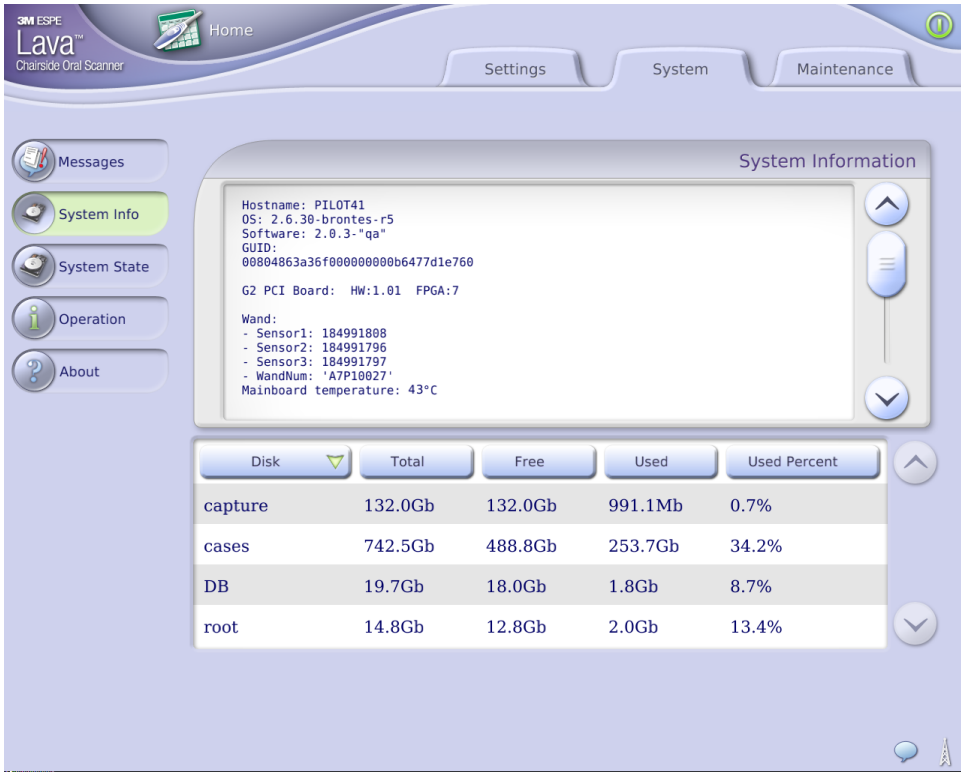 3M ESPE
Lava™
Chairside Oral Scanner
Home
Settings
System
Maintenance
Messages
System Info
System State
Operation
About
System Information
Hostname: PILOT41
OS: 2.6.30-brontes-r5
Software: 2.0.3-"qa"
GUID:
00804863a36f000000000b6477d1e760
G2 PCI Board:  HW:1.01  FPGA:7
Wand:
- Sensor1: 184991808
- Sensor2: 184991796
- Sensor3: 184991797
- WandNum: 'A7P10027'
Mainboard temperature: 43°C
Disk Total Free Used Used Percent
capture 132.0Gb 132.0Gb 991.1Mb 0.7%
cases 742.5Gb 488.8Gb 253.7Gb 34.2%
DB 19.7Gb 18.0Gb 1.8Gb 8.7%
root 14.8Gb 12.8Gb 2.0Gb 13.4%